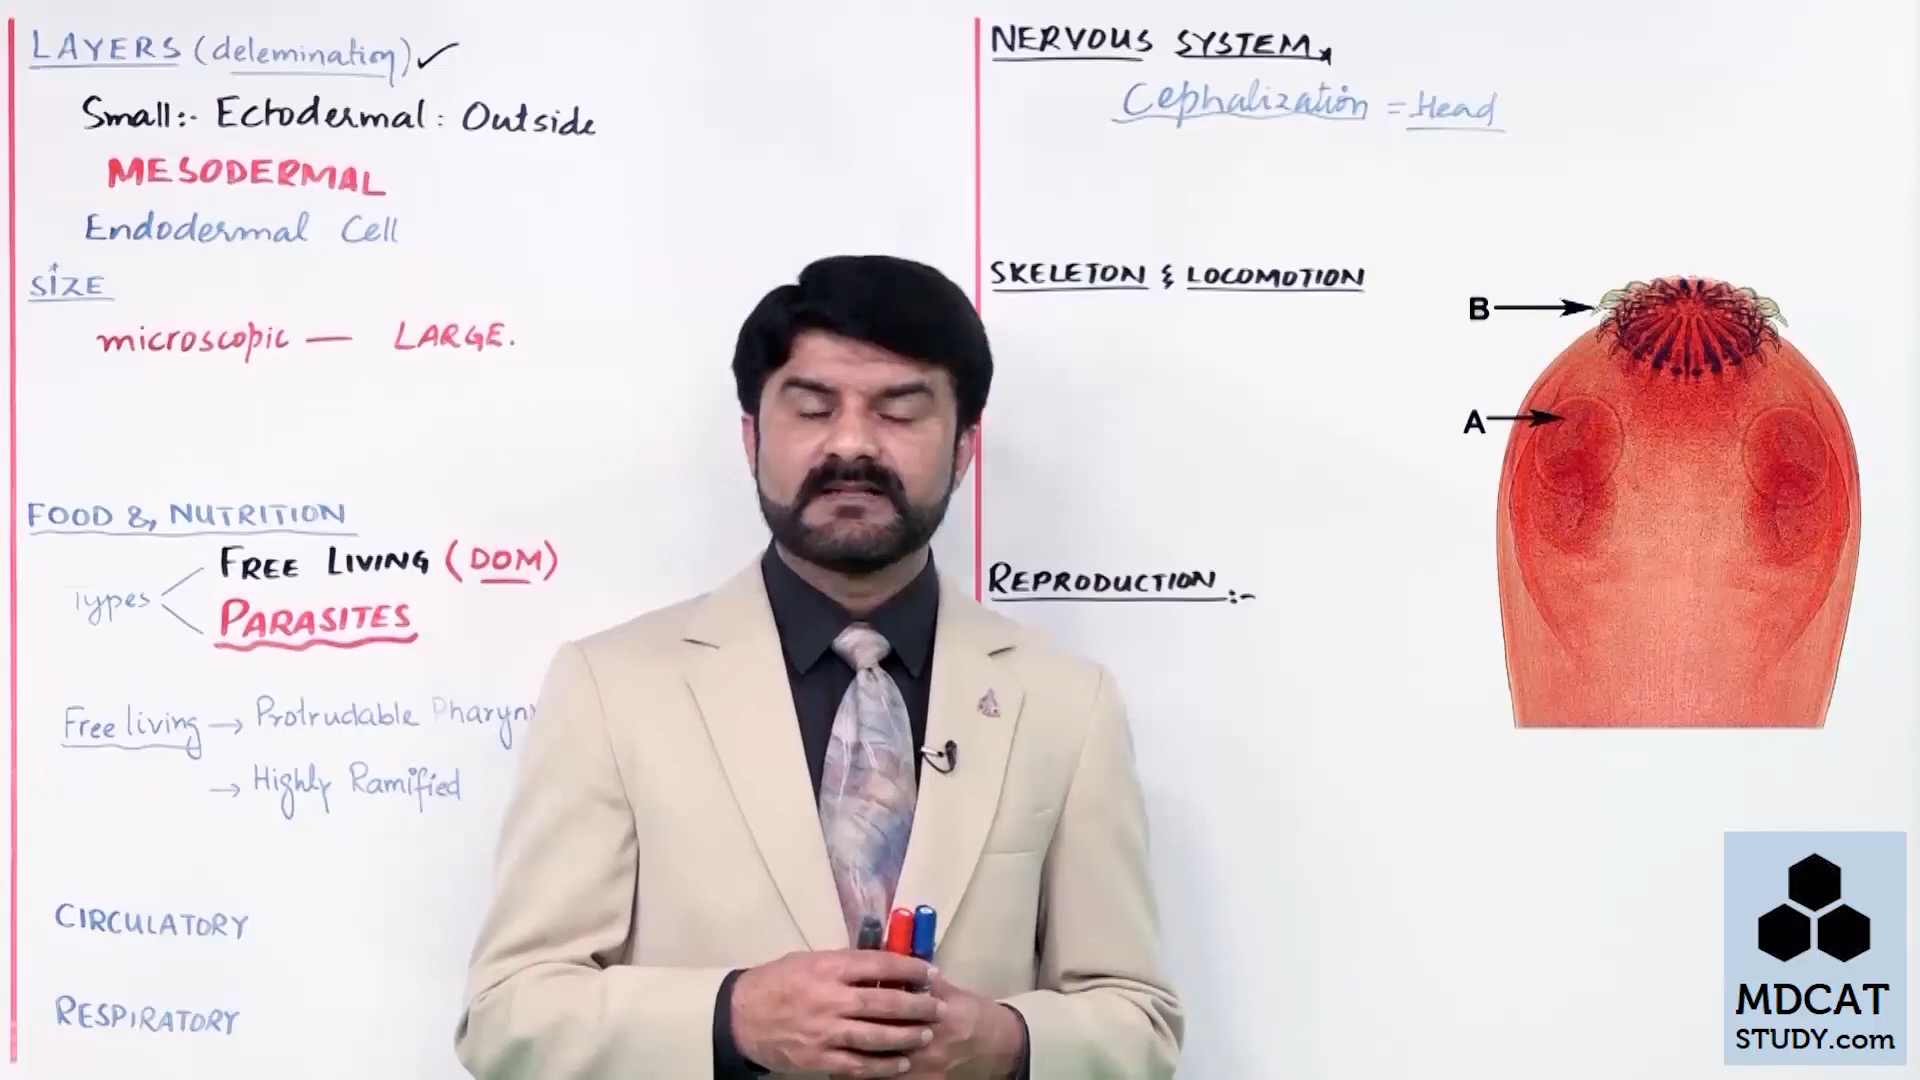 LAYERS (delemination) ✓
Small:- Ectodermal : Outside
MESODERMAL
Endodermal Cell
SIZE
microscopic — LARGE.
FOOD &, NUTRITION
Types
FREE LIVING (DOM)
PARASITES
Free living → Protrudable Pharyn
→ Highly Ramified
CIRCULATORY
RESPIRATORY
NERVOUS SYSTEM
Cephalization = Head
SKELETON & LOCOMOTION
B
A
REPRODUCTION :-
MDCAT
STUDY.com